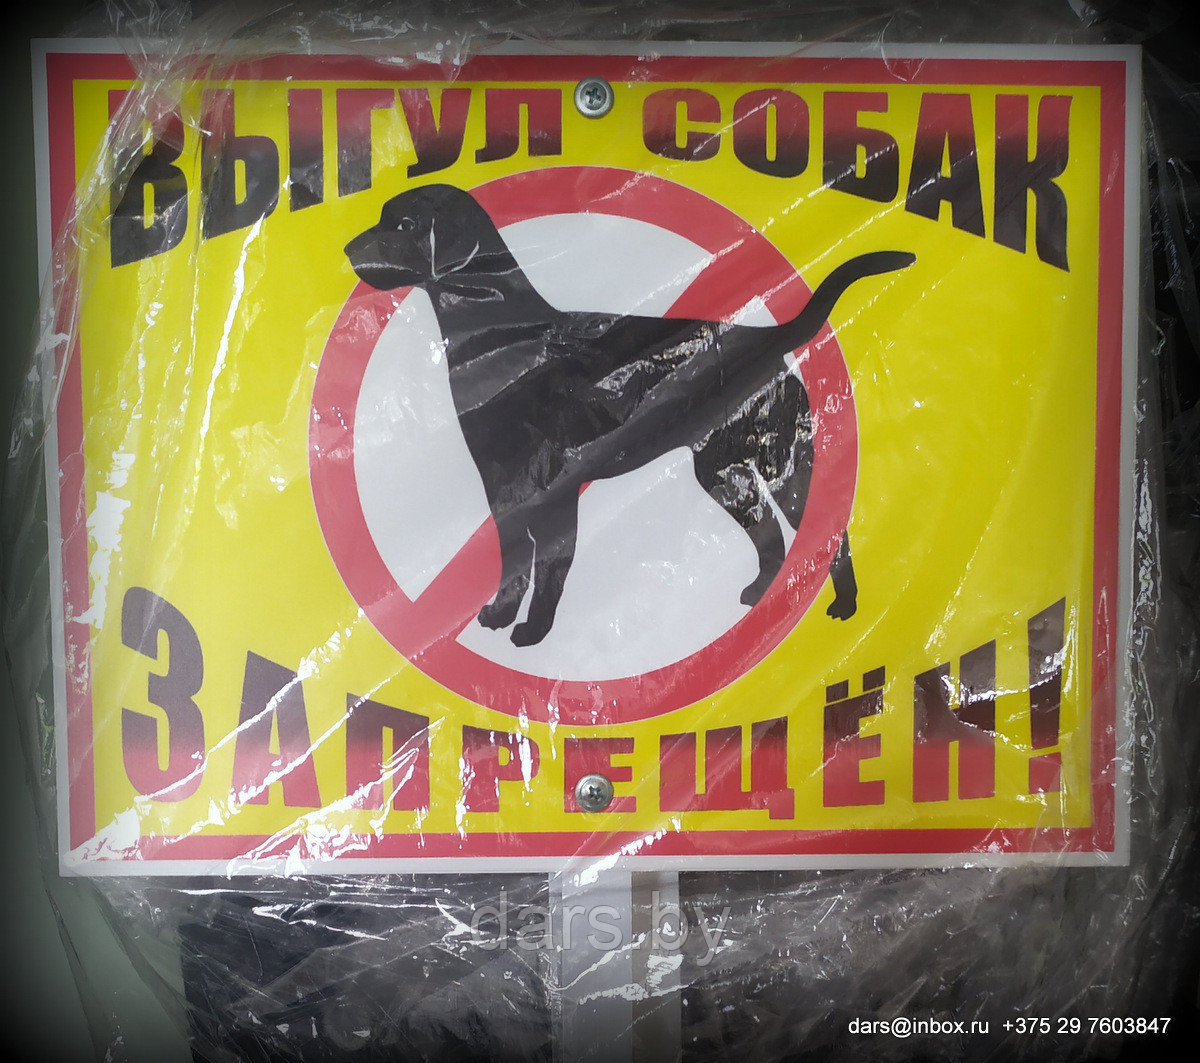 ВЫГУЛ СОБАК
ЗАПРЕЩЁН!
dars.by
dars@inbox.ru +375 29 7603847